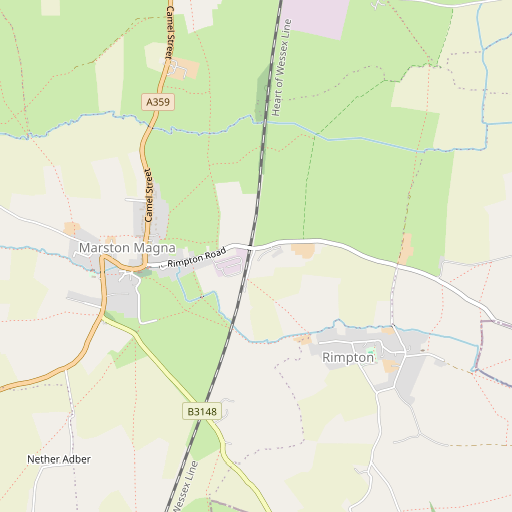 Camel Street
Heart of Wessex Line
A359
Camel Street
Marston Magna
Rimpton Road
Rimpton
B3148
Nether Adber
Wessex Line